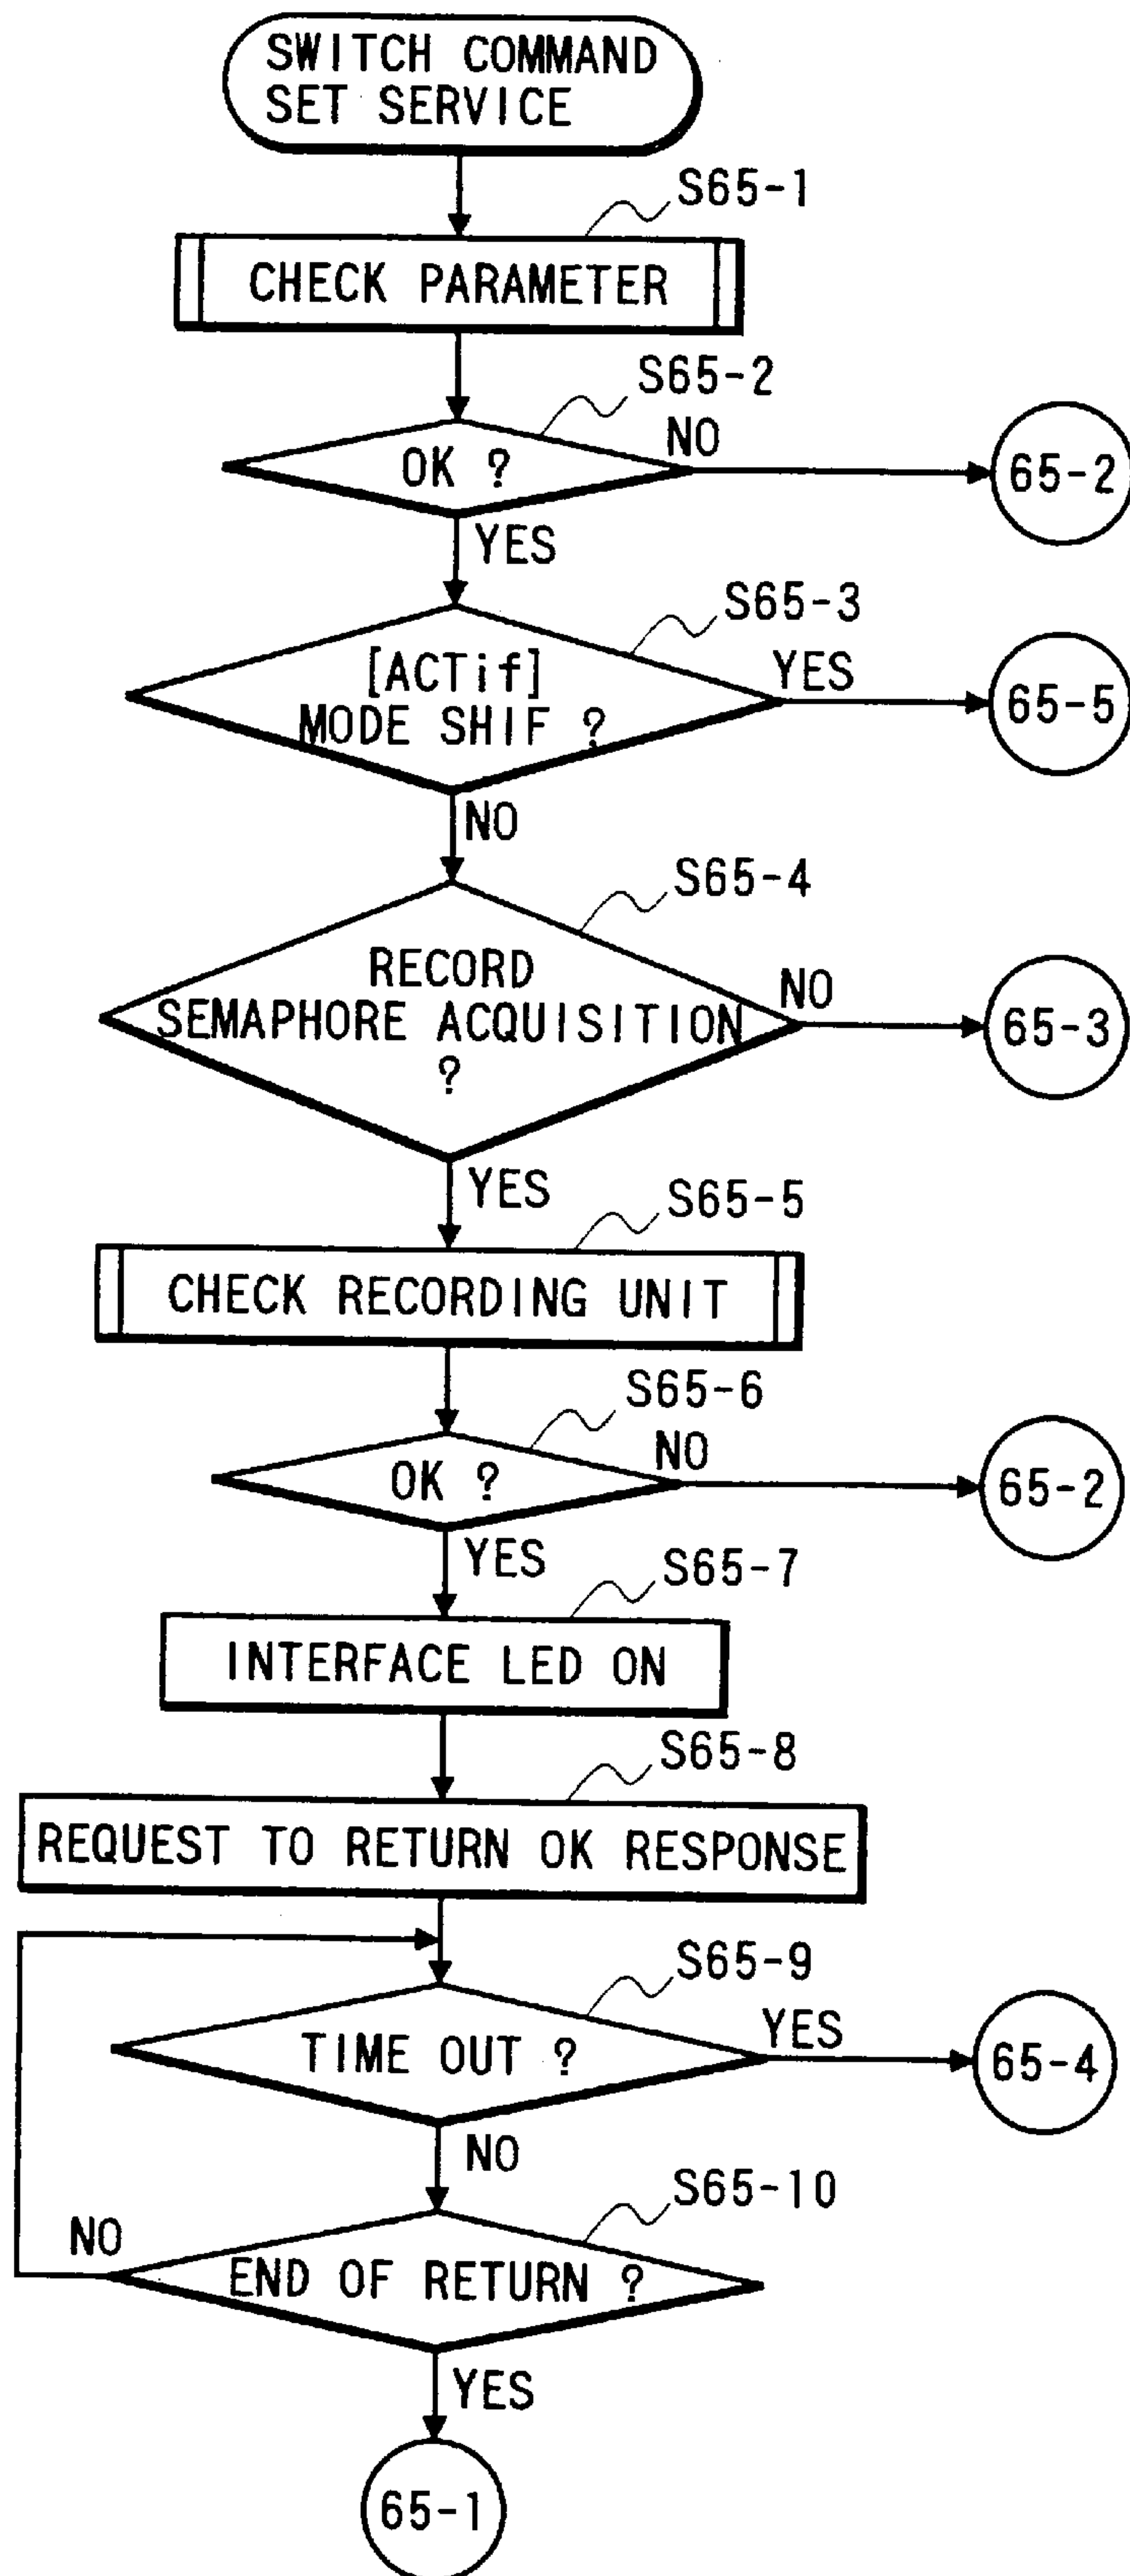 SWITCH COMMAND
SET SERVICE
S65-1
CHECK PARAMETER
S65-2
OK ?
NO
65-2
YES
S65-3
[ACTif]
MODE SHIF ?
YES
65-5
NO
S65-4
RECORD
SEMAPHORE ACQUISITION
?
NO
65-3
YES
S65-5
CHECK RECORDING UNIT
S65-6
OK ?
NO
65-2
YES
S65-7
INTERFACE LED ON
S65-8
REQUEST TO RETURN OK RESPONSE
S65-9
TIME OUT ?
YES
65-4
NO
S65-10
NO
END OF RETURN ?
YES
65-1